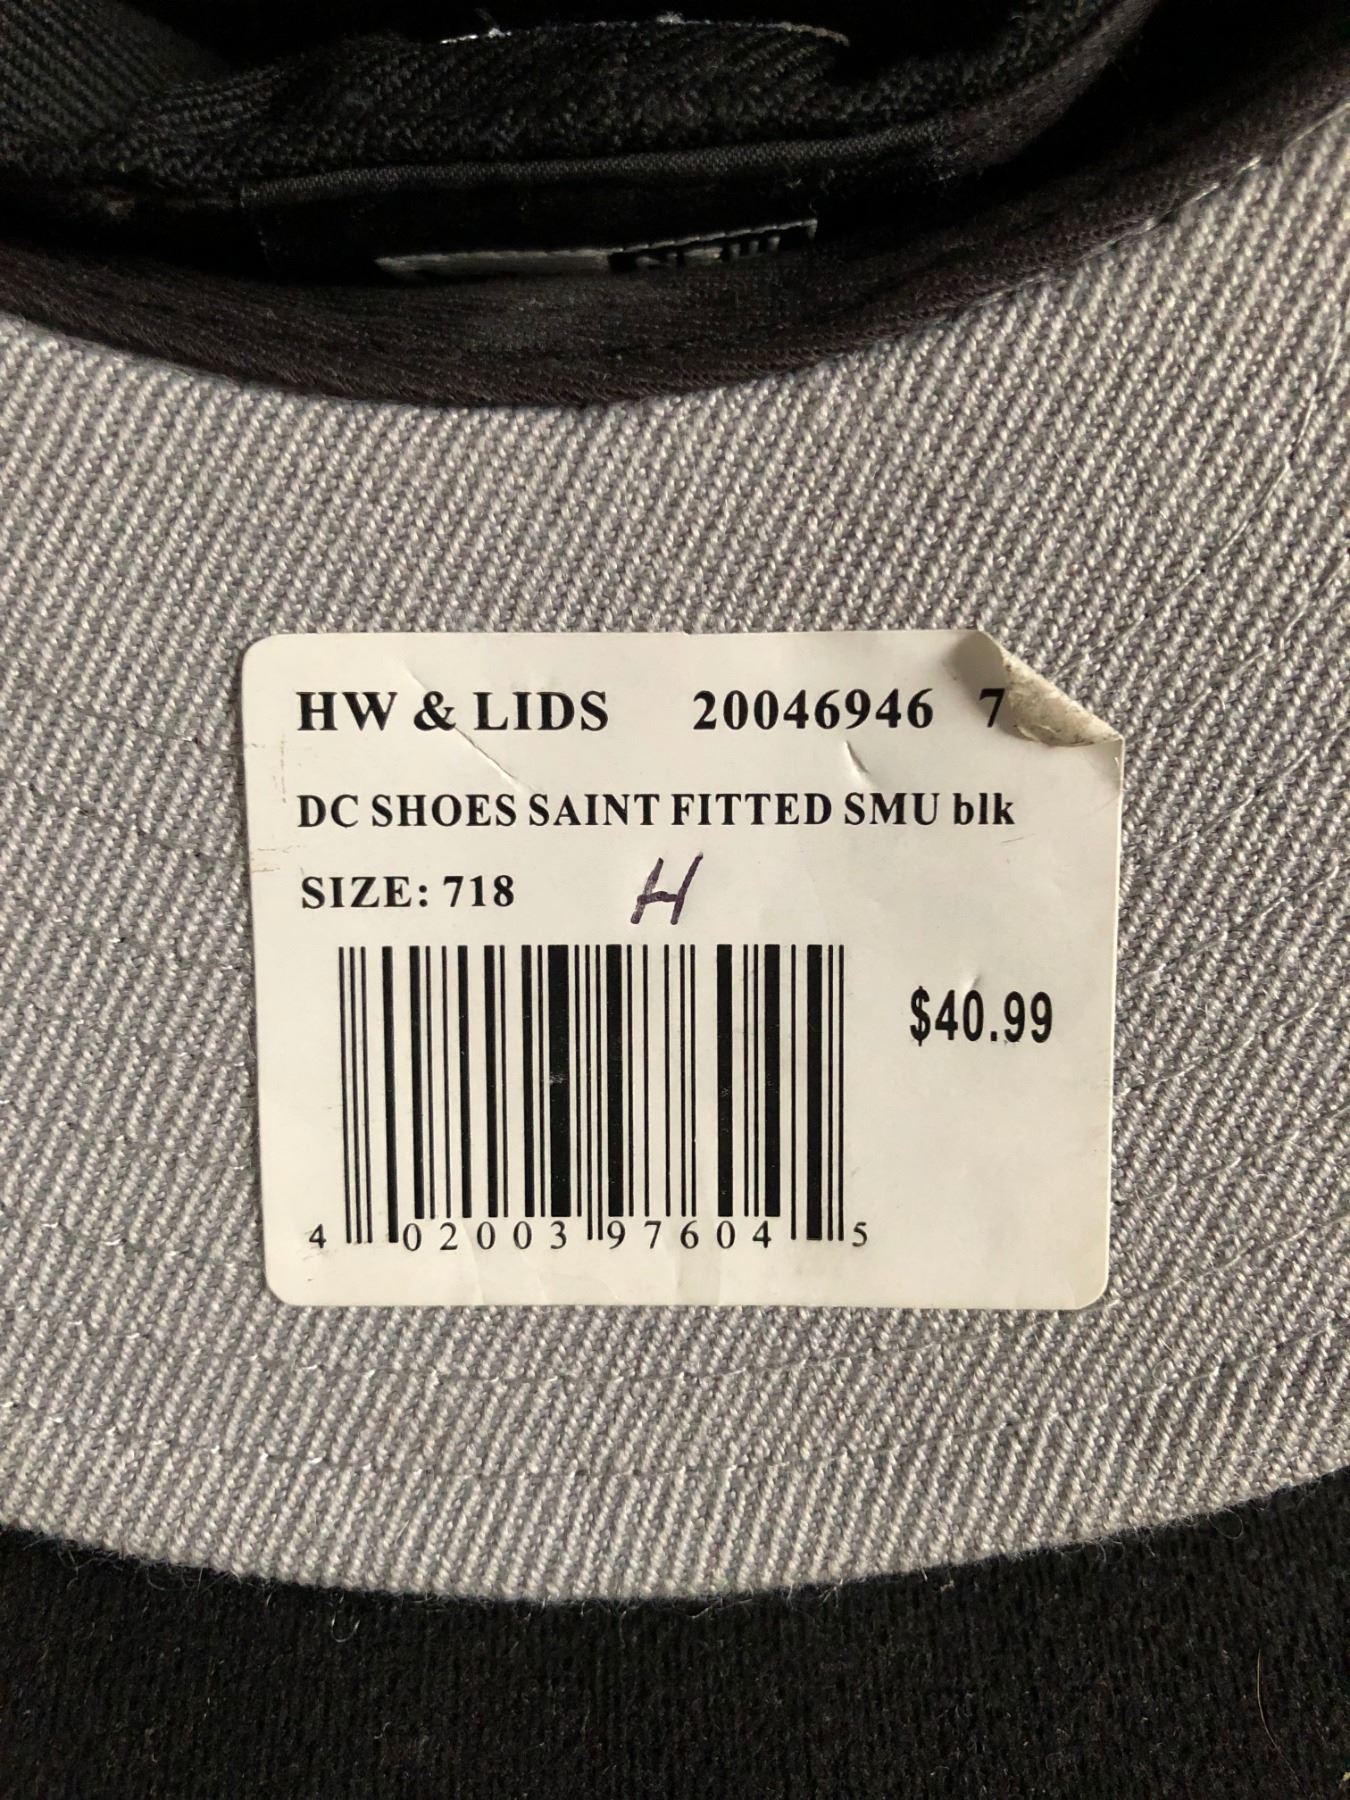 HW & LIDS 20046946 7
DC SHOES SAINT FITTED SMU blk
SIZE: 718 H
$40.99
4 02003 97604 5